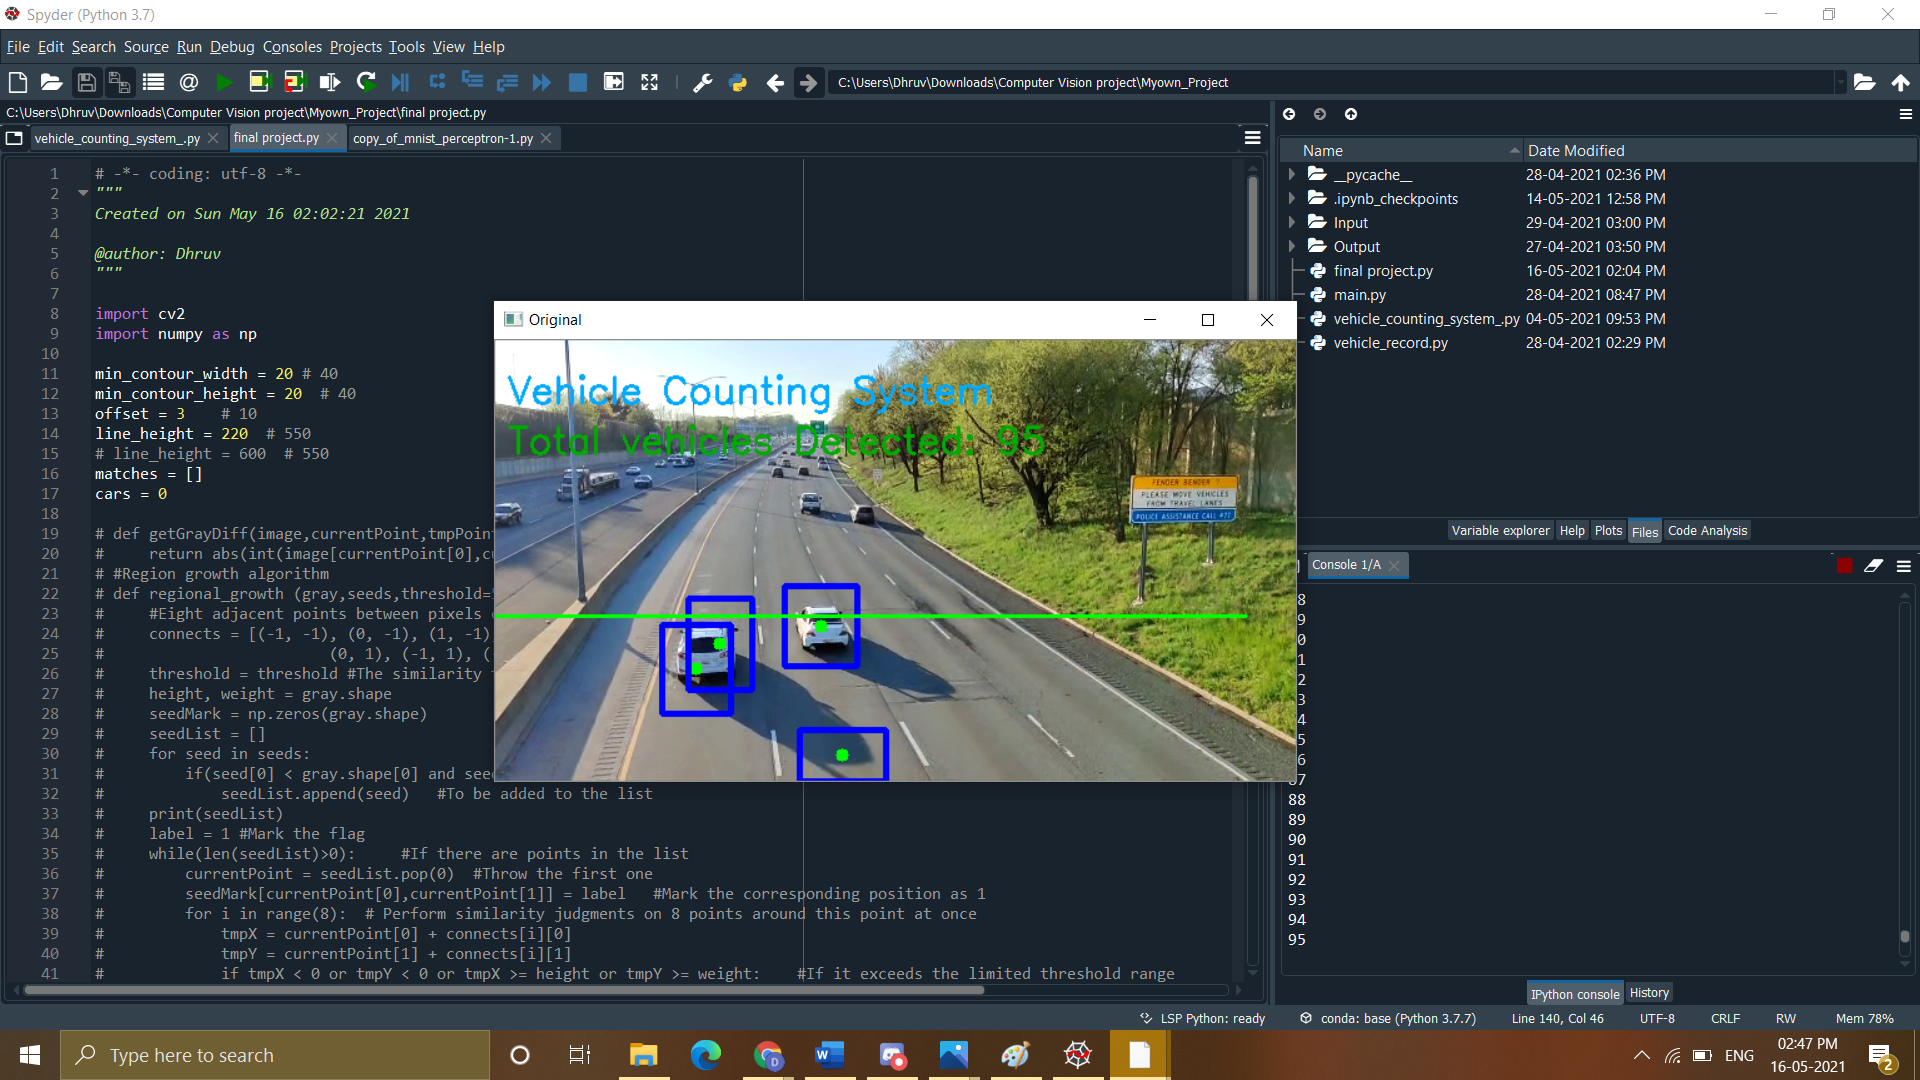 Spyder (Python 3.7)
File Edit Search Source Run Debug Consoles Projects Tools View Help
C:\Users\Dhruv\Downloads\Computer Vision project\Myown_Project
C:\Users\Dhruv\Downloads\Computer Vision project\Myown_Project\final project.py
vehicle_counting_system_.py final project.py copy_of_mnist_perceptron-1.py
1 # -*- coding: utf-8 -*-
2 """
3 Created on Sun May 16 02:02:21 2021
4
5 @author: Dhruv
6 """
7
8 import cv2
9 import numpy as np
10
11 min_contour_width = 20 # 40
12 min_contour_height = 20 # 40
13 offset = 3 # 10
14 line_height = 220 # 550
15 # line_height = 600 # 550
16 matches = []
17 cars = 0
18
19 # def getGrayDiff(image,currentPoint,tmpPoint
20 # return abs(int(image[currentPoint[0],cu
21 # #Region growth algorithm
22 # def regional_growth (gray,seeds,threshold=
23 # #Eight adjacent points between pixels
24 # connects = [(-1, -1), (0, -1), (1, -1),
25 # (0, 1), (-1, 1), (
26 # threshold = threshold #The similarity
27 # height, weight = gray.shape
28 # seedMark = np.zeros(gray.shape)
29 # seedList = []
30 # for seed in seeds:
31 # if(seed[0] < gray.shape[0] and see
32 # seedList.append(seed) #To be added to the list
33 # print(seedList)
34 # label = 1 #Mark the flag
35 # while(len(seedList)>0): #If there are points in the list
36 # currentPoint = seedList.pop(0) #Throw the first one
37 # seedMark[currentPoint[0],currentPoint[1]] = label #Mark the corresponding position as 1
38 # for i in range(8): # Perform similarity judgments on 8 points around this point at once
39 # tmpX = currentPoint[0] + connects[i][0]
40 # tmpY = currentPoint[1] + connects[i][1]
41 # if tmpX < 0 or tmpY < 0 or tmpX >= height or tmpY >= weight: #If it exceeds the limited threshold range
Original
Vehicle Counting System
Total vehicles Detected: 95
FENDER BENDER ?
PLEASE MOVE VEHICLES
FROM TRAVEL LANES
POLICE ASSISTANCE CALL #77
Name Date Modified
__pycache__ 28-04-2021 02:36 PM
.ipynb_checkpoints 14-05-2021 12:58 PM
Input 29-04-2021 03:00 PM
Output 27-04-2021 03:50 PM
final project.py 16-05-2021 02:04 PM
main.py 28-04-2021 08:47 PM
vehicle_counting_system_.py 04-05-2021 09:53 PM
vehicle_record.py 28-04-2021 02:29 PM
Variable explorer Help Plots Files Code Analysis
Console 1/A
8
9
0
1
2
3
4
5
6
87
88
89
90
91
92
93
94
95
IPython console History
LSP Python: ready conda: base (Python 3.7.7) Line 140, Col 46 UTF-8 CRLF RW Mem 78%
Type here to search
ENG
02:47 PM
16-05-2021
2